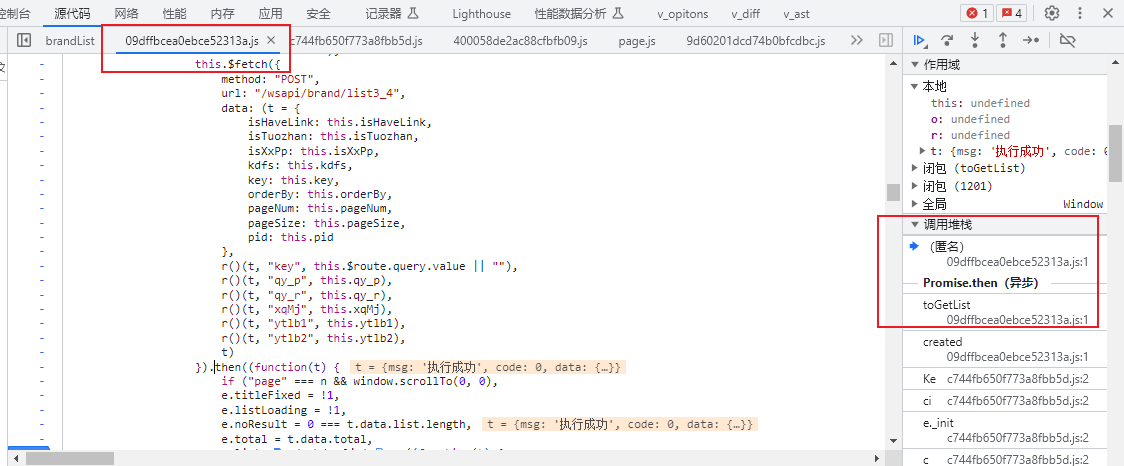 控制台 源代码 网络 性能 内存 应用 安全 记录器 Lighthouse 性能数据分析 v_opitons v_diff v_ast 1 4
brandList 09dffbcea0ebce52313a.js c744fb650f773a8fbb5d.js 400058de2ac88cfbfb09.js page.js 9d60201dcd74b0bfcdbc.js
this.$fetch({
method: "POST",
url: "/wsapi/brand/list3_4",
data: (t = {
isHaveLink: this.isHaveLink,
isTuozhan: this.isTuozhan,
isXxPp: this.isXxPp,
kdfs: this.kdfs,
key: this.key,
orderBy: this.orderBy,
pageNum: this.pageNum,
pageSize: this.pageSize,
pid: this.pid
},
r()(t, "key", this.$route.query.value || ""),
r()(t, "qy_p", this.qy_p),
r()(t, "qy_r", this.qy_r),
r()(t, "xqMj", this.xqMj),
r()(t, "ytlb1", this.ytlb1),
r()(t, "ytlb2", this.ytlb2),
t)
}).then((function(t) { t = {msg: '执行成功', code: 0, data: {…}}
if ("page" === n && window.scrollTo(0, 0),
e.titleFixed = !1,
e.listLoading = !1,
e.noResult = 0 === t.data.list.length, t = {msg: '执行成功', code: 0, data: {…}}
e.total = t.data.total,
作用域
本地
this: undefined
o: undefined
r: undefined
t: {msg: '执行成功', code: 0
闭包 (toGetList)
闭包 (1201)
全局 Window
调用堆栈
(匿名)
09dffbcea0ebce52313a.js:1
Promise.then（异步）
toGetList
09dffbcea0ebce52313a.js:1
created
09dffbcea0ebce52313a.js:1
Ke c744fb650f773a8fbb5d.js:2
ci c744fb650f773a8fbb5d.js:2
e._init
c744fb650f773a8fbb5d.js:2
c c744fb650f773a8fbb5d.js:2